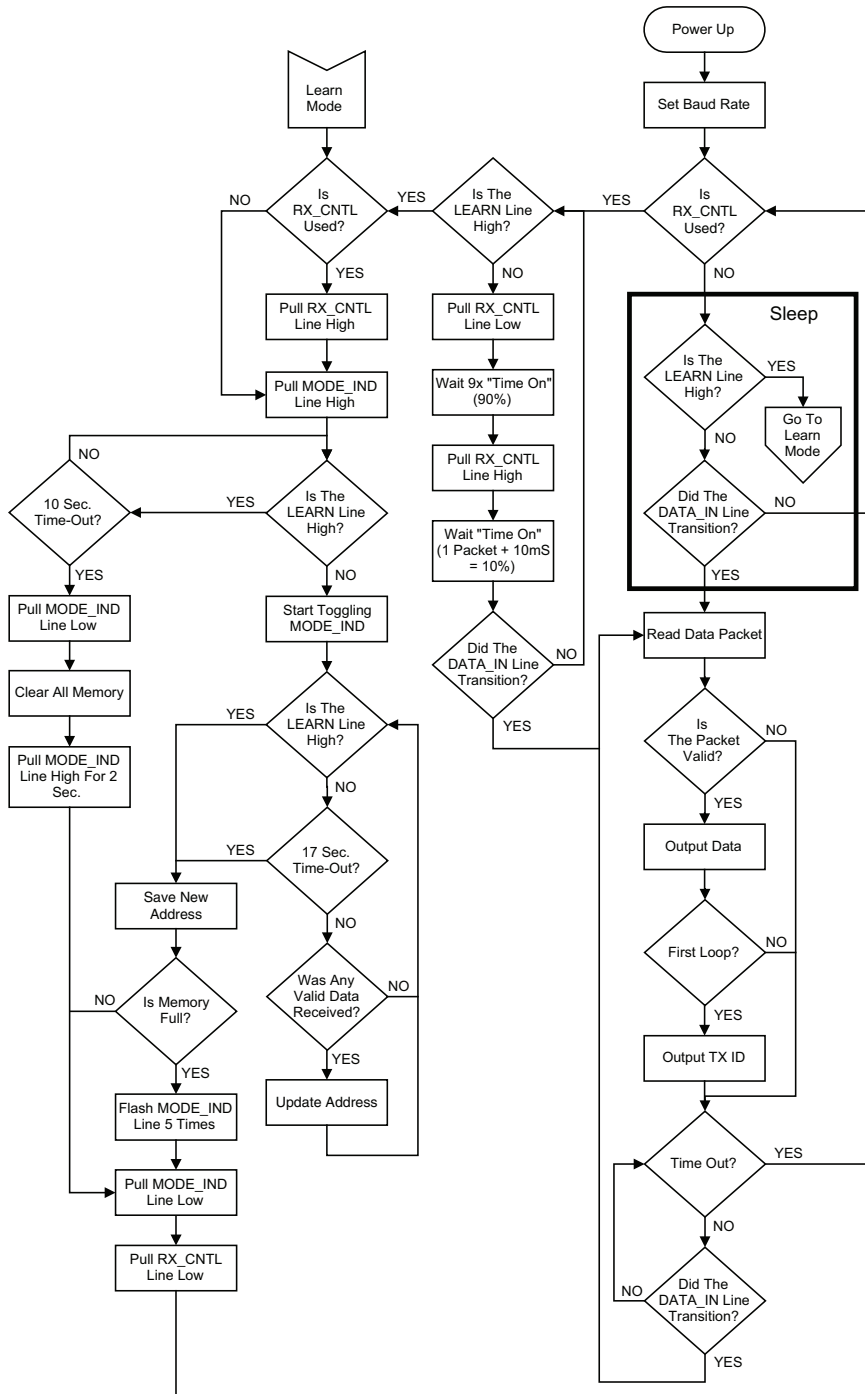 Power Up
Set Baud Rate
Is
RX_CNTL
Used?
YES
NO
Sleep
Is The
LEARN Line
High?
YES
NO
Go To
Learn
Mode
Did The
DATA_IN Line
Transition?
NO
YES
Read Data Packet
Is
The Packet
Valid?
NO
YES
Output Data
First Loop?
NO
YES
Output TX ID
Time Out?
YES
NO
Did The
DATA_IN Line
Transition?
NO
YES
Is The
LEARN Line
High?
YES
NO
Pull RX_CNTL
Line Low
Wait 9x "Time On"
(90%)
Pull RX_CNTL
Line High
Wait "Time On"
(1 Packet + 10mS
= 10%)
Did The
DATA_IN Line
Transition?
NO
YES
Learn
Mode
Is
RX_CNTL
Used?
NO
YES
Pull RX_CNTL
Line High
Pull MODE_IND
Line High
Is The
LEARN Line
High?
YES
NO
10 Sec.
Time-Out?
NO
YES
Pull MODE_IND
Line Low
Clear All Memory
Pull MODE_IND
Line High For 2
Sec.
Start Toggling
MODE_IND
Is The
LEARN Line
High?
YES
NO
17 Sec.
Time-Out?
YES
NO
Was Any
Valid Data
Received?
NO
YES
Update Address
Save New
Address
Is Memory
Full?
NO
YES
Flash MODE_IND
Line 5 Times
Pull MODE_IND
Line Low
Pull RX_CNTL
Line Low